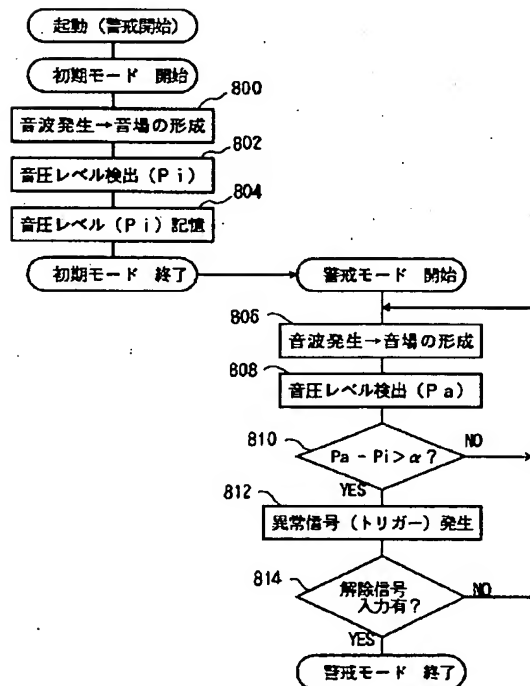 起動 (警戒開始)
初期モード 開始
800
音波発生→音場の形成
802
音圧レベル検出 (Pi)
804
音圧レベル (Pi) 記憶
初期モード 終了
警戒モード 開始
806
音波発生→音場の形成
808
音圧レベル検出 (Pa)
810
Pa - Pi > α ?
NO
YES
812
異常信号 (トリガー) 発生
814
解除信号
入力有?
NO
YES
警戒モード 終了